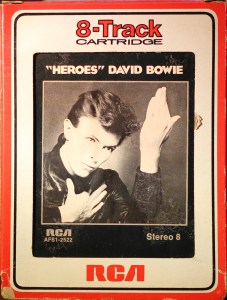 8-Track
CARTRIDGE
"HEROES" DAVID BOWIE
RCA
AFS1-2522
Stereo 8
RCA